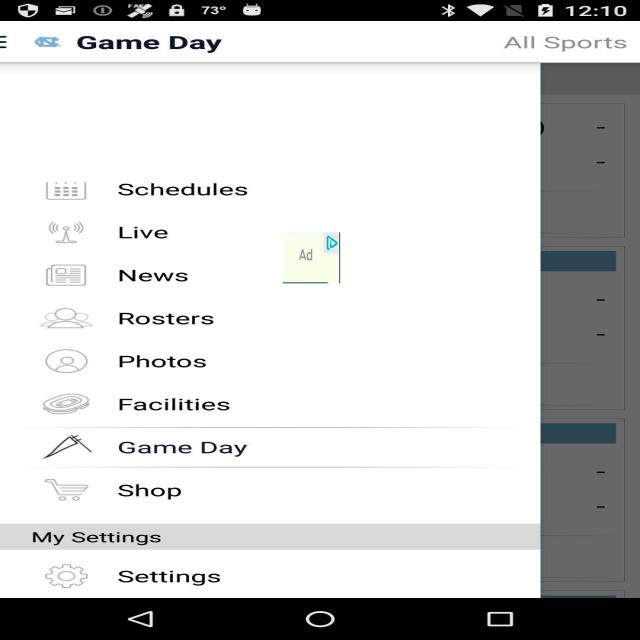 73°
12:10
Game Day
All Sports
Schedules
Live
Ad
News
Rosters
Photos
Facilities
Game Day
Shop
My Settings
Settings